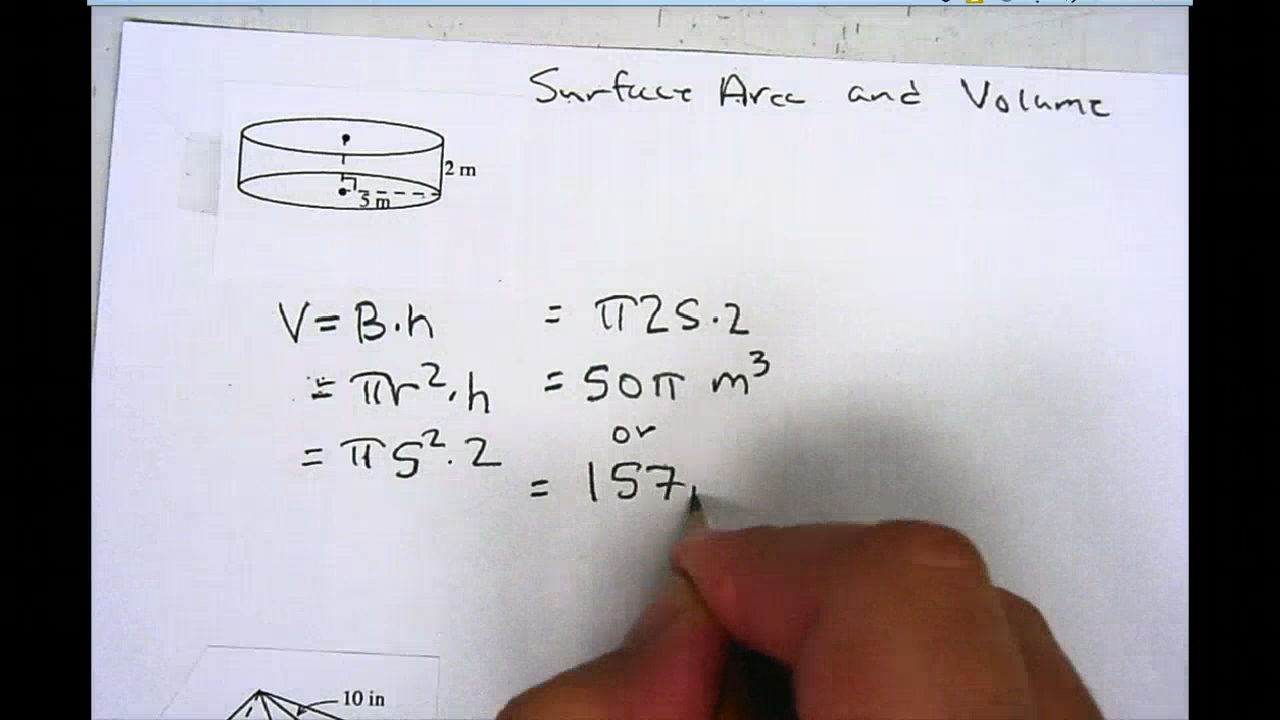 Surface Area and Volume
2 m
5 m
V = B·h
= πr²·h
= π5²·2
= π25·2
= 50π m³
or
= 157.
10 in